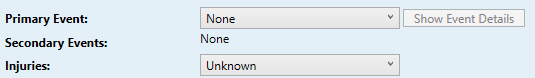 Primary Event: None Show Event Details
Secondary Events: None
Injuries: Unknown